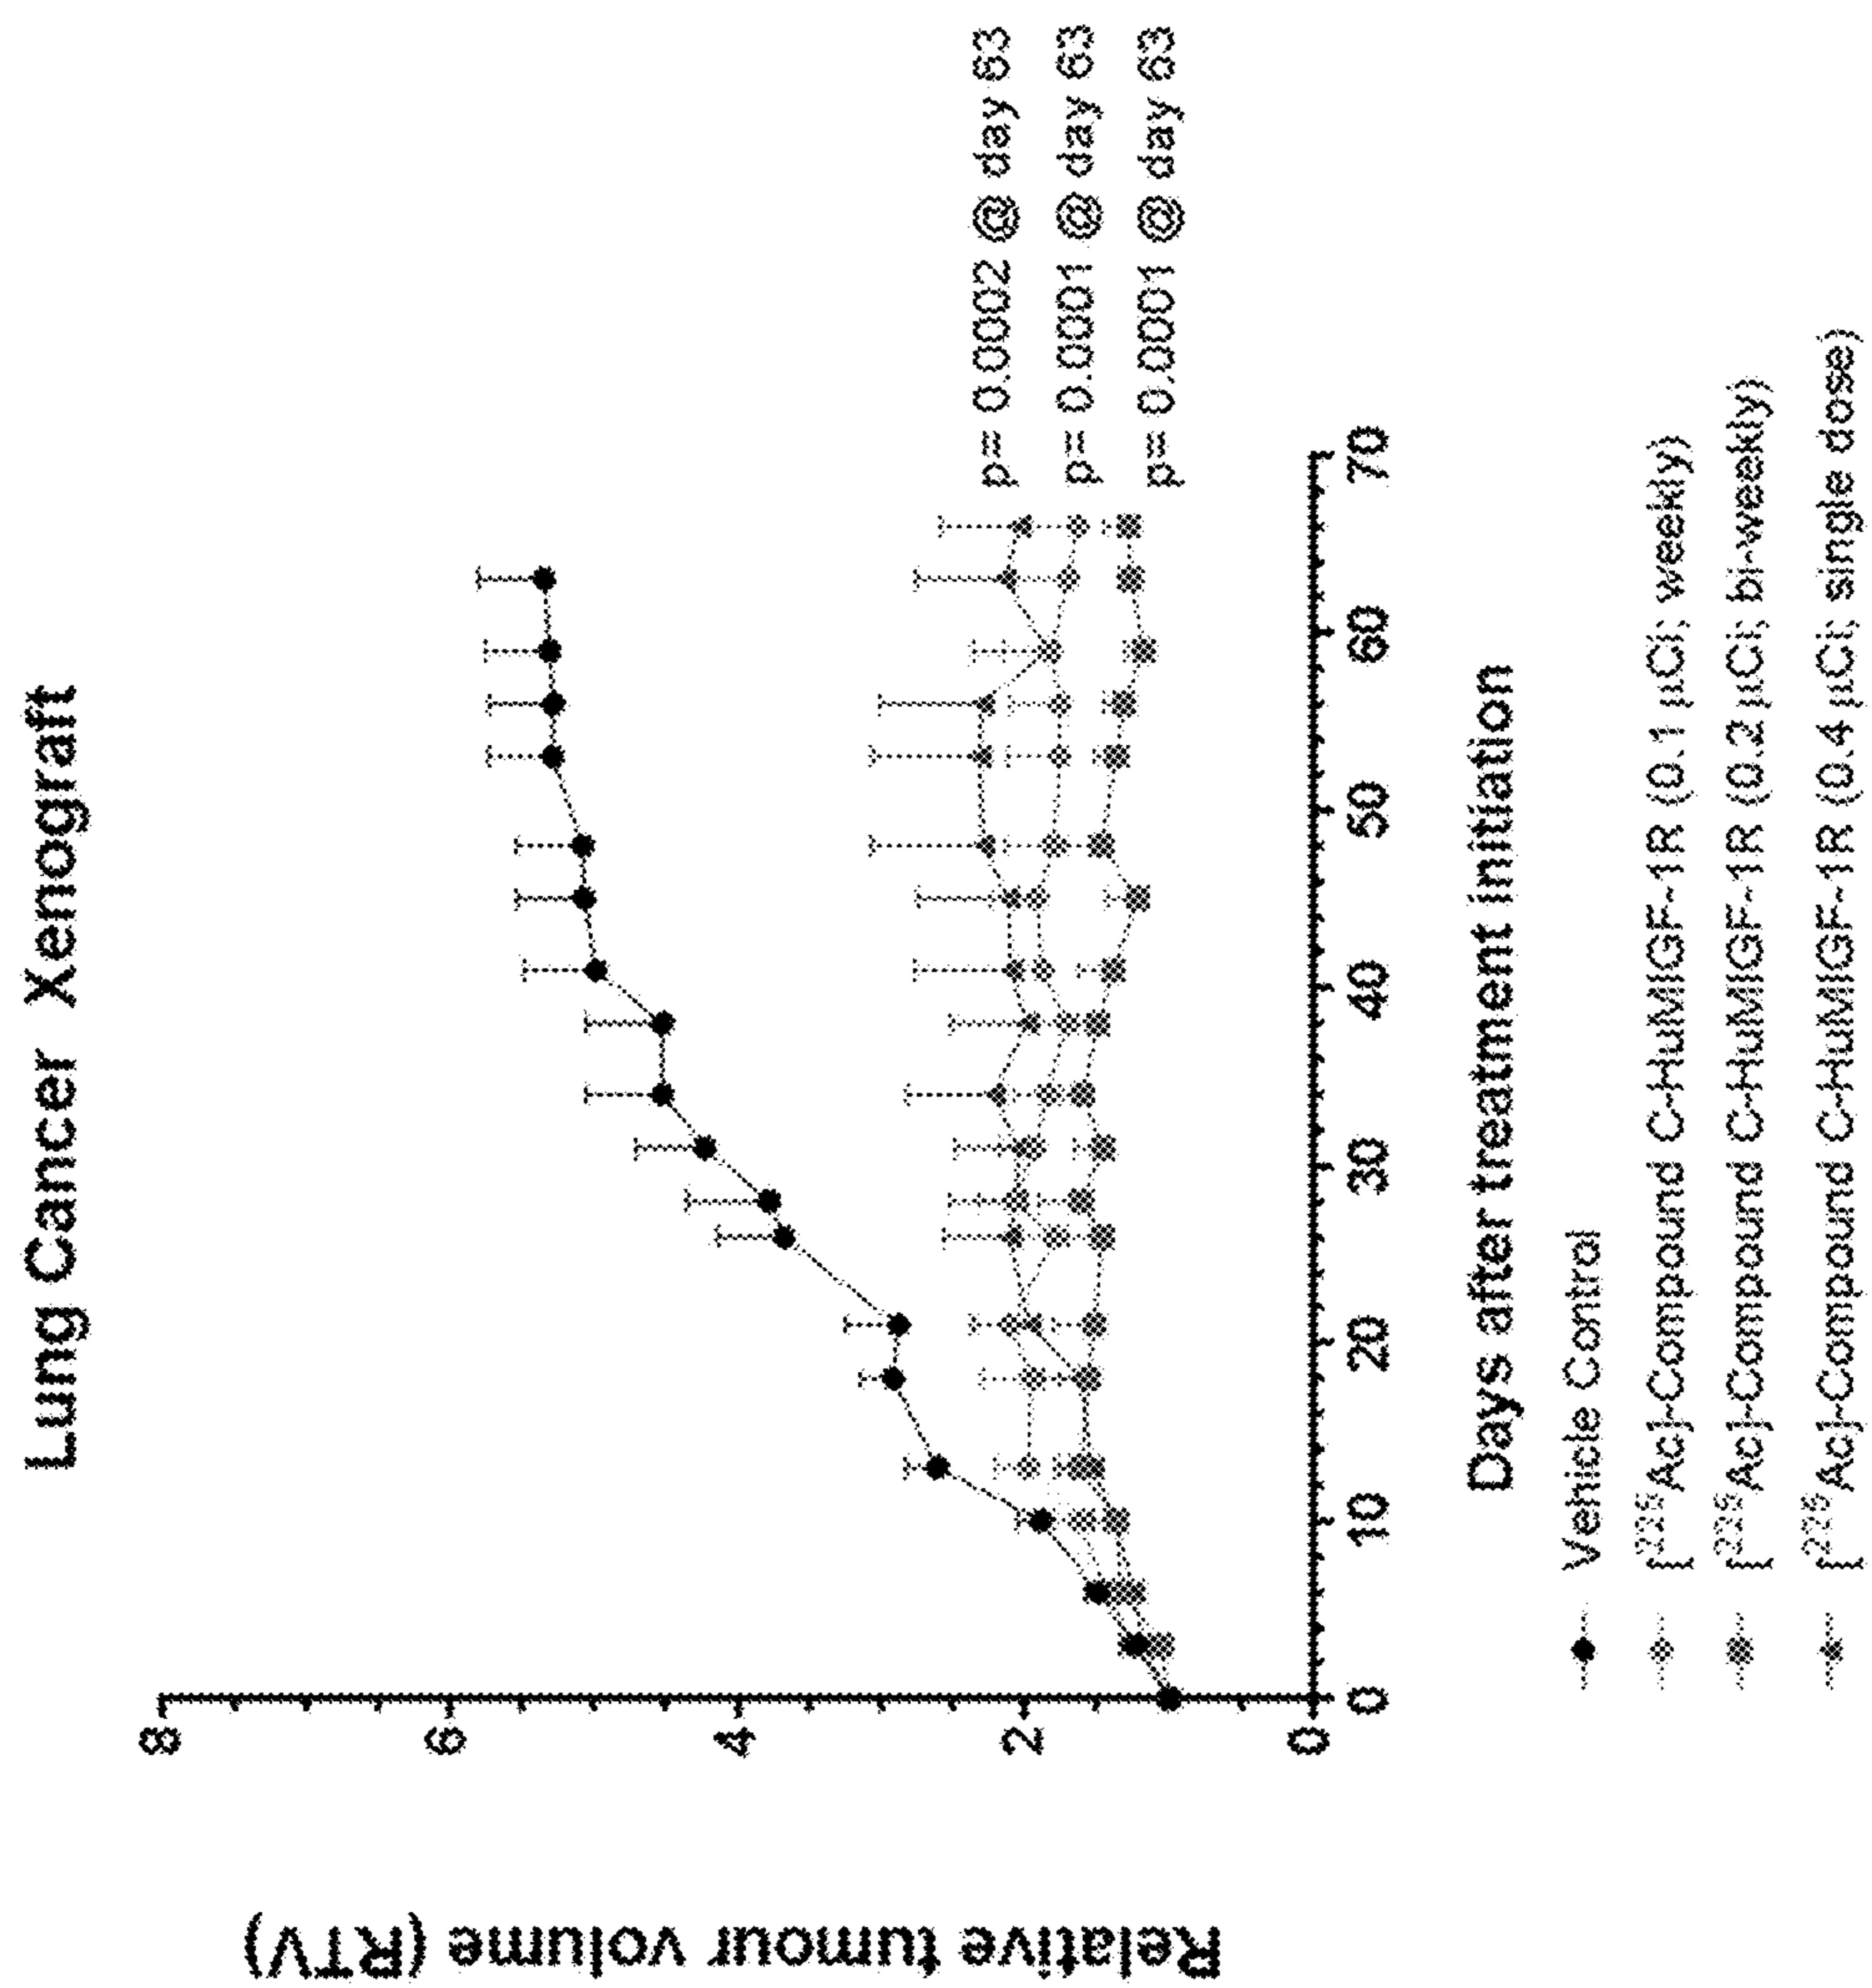 Lung Cancer Xenograft
Relative tumour volume (RTV)
8
6
4
2
0
p= 0.0002 @ day 63
p= 0.0001 @ day 63
p= 0.0001 @ day 63
0 10 20 30 40 50 60 70
Days after treatment initiation
Vehicle Control
[²²⁵Ac]-Compound C-HuMIGF-1R (0.1 µCi; weekly)
[²²⁵Ac]-Compound C-HuMIGF-1R (0.2 µCi; bi-weekly)
[²²⁵Ac]-Compound C-HuMIGF-1R (0.4 µCi; single dose)